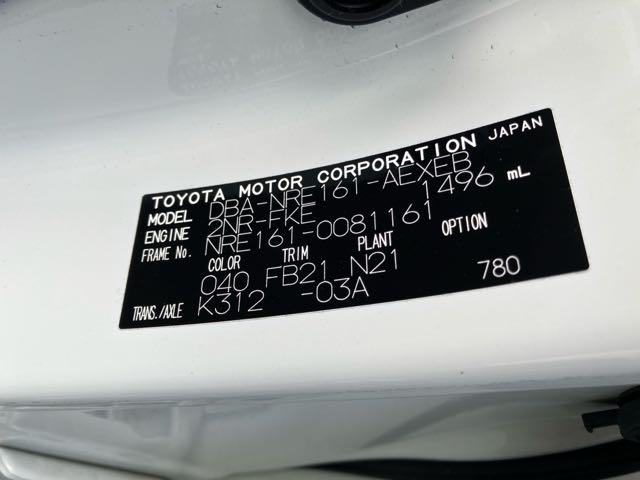 TOYOTA MOTOR CORPORATION JAPAN
MODEL DBA-NRE161-AEXEB
ENGINE 2NR-FKE 1496 mL
FRAME No. NRE161-0081161
COLOR TRIM PLANT OPTION
040 FB21 N21 780
TRANS./AXLE K312 -03A